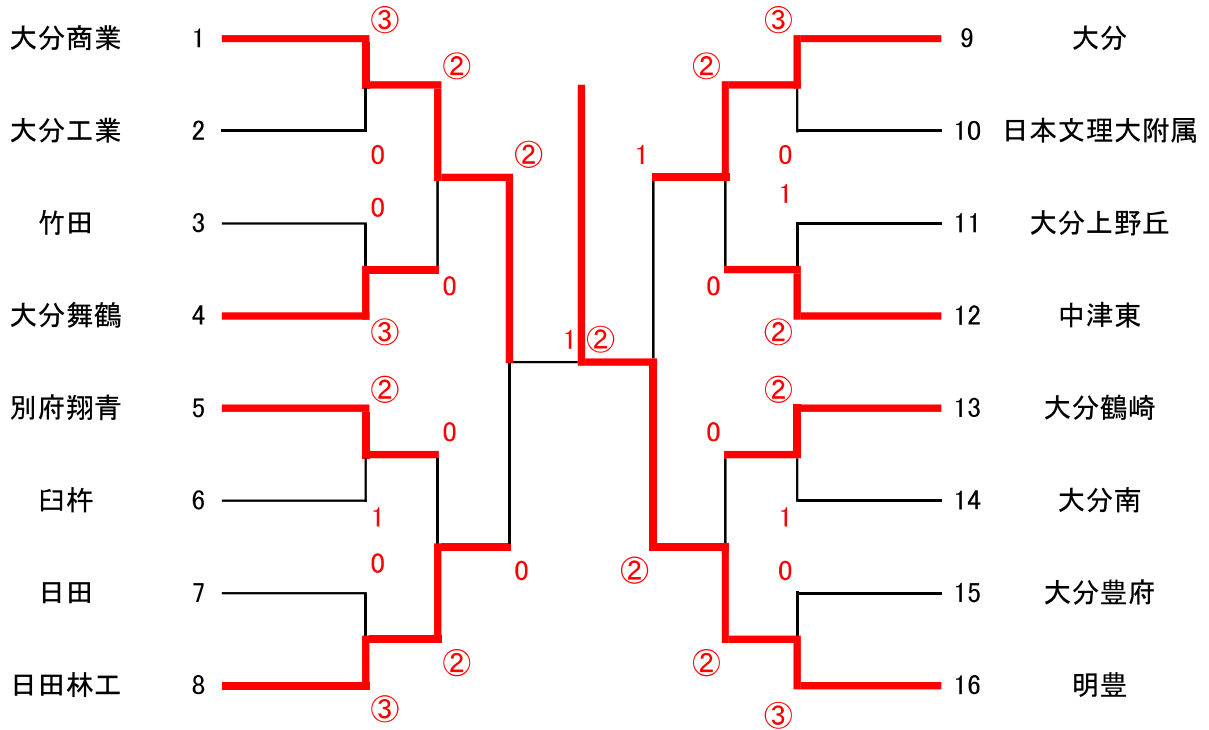 大分商業 1 ③ ③ 9 大分
② ②
大分工業 2 10 日本文理大附属
0 ② 1 0
0 1
竹田 3 11 大分上野丘
0 0
大分舞鶴 4 ③ ② 12 中津東
1 ②
② ②
別府翔青 5 13 大分鶴崎
0 0
臼杵 6 14 大分南
1 1
0 0 ② 0
日田 7 15 大分豊府
② ②
日田林工 8 16 明豊
③ ③